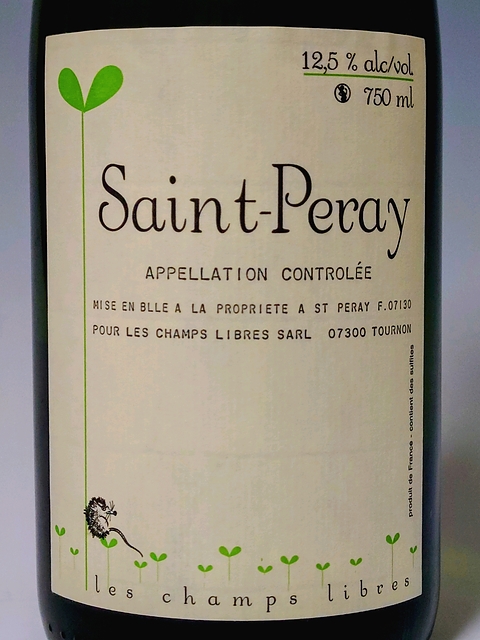 12,5 % alc/vol.
750 ml
Saint-Peray
APPELLATION CONTROLÉE
MISE EN BLLE A LA PROPRIETE A ST PERAY F.07130
POUR LES CHAMPS LIBRES SARL 07300 TOURNON
produit de France - contient des sulfites
les champs libres